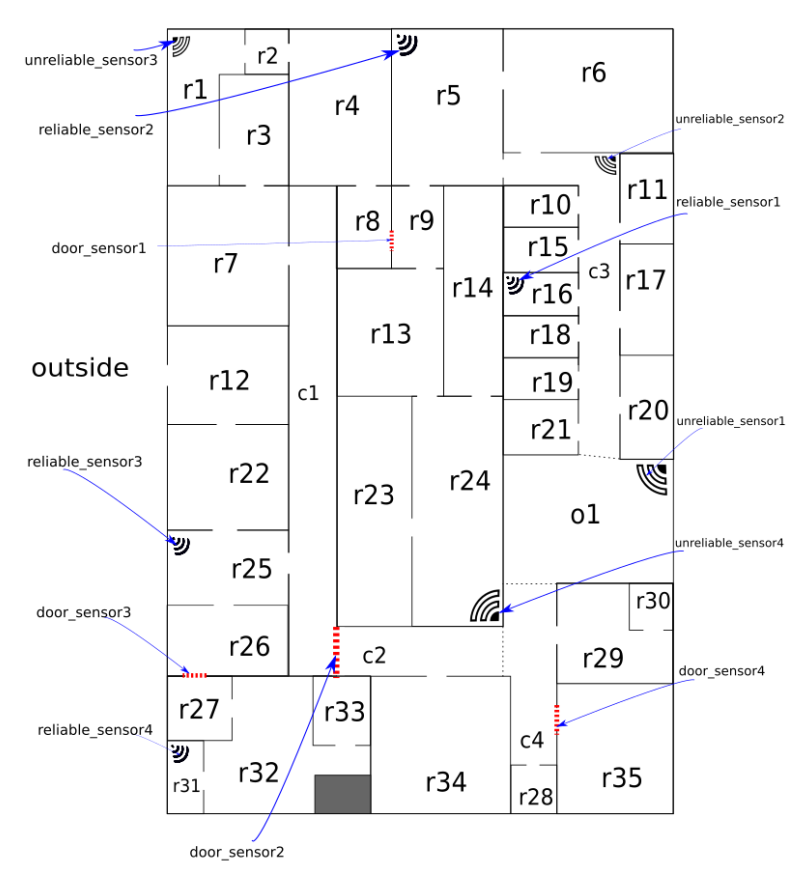 unreliable_sensor3
r2
r1
r6
r4
r5
reliable_sensor2
r3
unreliable_sensor2
r11
reliable_sensor1
r10
r8
r9
door_sensor1
r15
r7
c3
r17
r14
r16
r13
r18
outside
r12
r19
c1
r20
unreliable_sensor1
r21
reliable_sensor3
r22
r24
r23
o1
unreliable_sensor4
r25
r30
door_sensor3
r26
c2
r29
door_sensor4
r27
r33
reliable_sensor4
c4
r32
r34
r35
r31
r28
door_sensor2